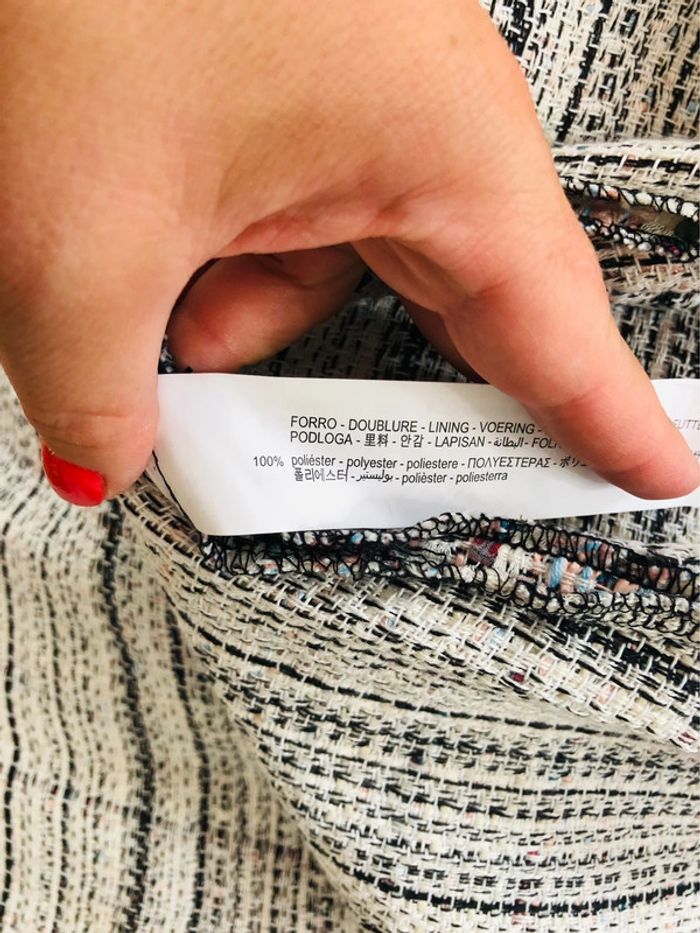 FORRO - DOUBLURE - LINING - VOERING -
PODLOGA - 里料 - 안감 - LAPISAN - البطانة -
100% poliéster - polyester - poliestere - ΠΟΛΥΕΣΤΕΡΑΣ -
폴리에스터 - بوليستير - polièster - poliesterra